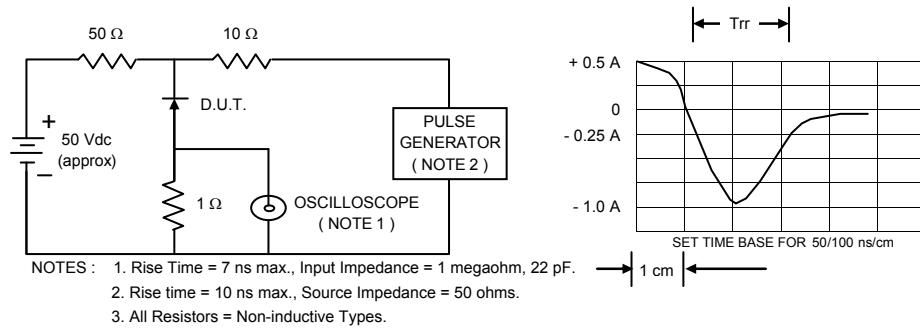 50 Ω
10 Ω
D.U.T.
+
50 Vdc
(approx)
1 Ω
OSCILLOSCOPE
( NOTE 1 )
PULSE
GENERATOR
( NOTE 2 )
Trr
+ 0.5 A
0
- 0.25 A
- 1.0 A
SET TIME BASE FOR 50/100 ns/cm
1 cm
NOTES : 1. Rise Time = 7 ns max., Input Impedance = 1 megaohm, 22 pF.
2. Rise time = 10 ns max., Source Impedance = 50 ohms.
3. All Resistors = Non-inductive Types.